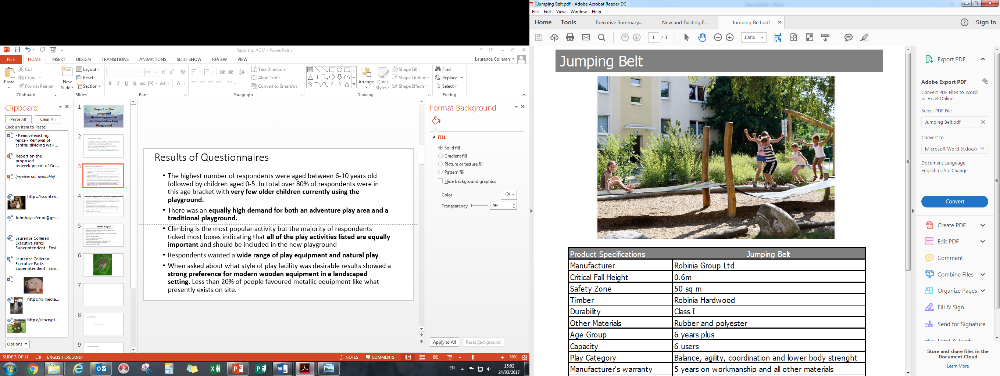 Report to ACM - PowerPoint
FILE HOME INSERT DESIGN TRANSITIONS ANIMATIONS SLIDE SHOW REVIEW VIEW
Laurence Colleran
Paste
Cut
Copy
Format Painter
Clipboard
New Slide
Layout
Reset
Section
Slides
44
Font
Text Direction
Align Text
Convert to SmartArt
Paragraph
Arrange
Quick Styles
Shape Fill
Shape Outline
Shape Effects
Drawing
Find
Replace
Select
Editing
Clipboard
Paste All Clear All
Click an Item to Paste:
• Remove existing
fence • Removal of
central dividing wall ...
Report on the
proposed
redevelopment of Gri...
(preview not available)
https://sconten...
Johnhayesfenor@gm...
Laurence Colleran
Executive Parks
Superintendent | Envi...
Laurence Colleran
Executive Parks
Superintendent | Envi...
https://s-media...
https://encrypt...
Options
1
Report on the
proposed
Redevelopment of
Griffeen Valley Park
Playground
2
3
4
5
6
7
8
9
Results of Questionnaires
• The highest number of respondents were aged between 6-10 years old
followed by children aged 0-5. In total over 80% of respondents were in
this age bracket with very few older children currently using the
playground.
• There was an equally high demand for both an adventure play area and a
traditional playground.
• Climbing is the most popular activity but the majority of respondents
ticked most boxes indicating that all of the play activities listed are equally
important and should be included in the new playground
• Respondents wanted a wide range of play equipment and natural play.
• When asked about what style of play facility was desirable results showed a
strong preference for modern wooden equipment in a landscaped
setting. Less than 20% of people favoured metallic equipment like what
presently exists on site.
Format Background
FILL
Solid fill
Gradient fill
Picture or texture fill
Pattern fill
Hide background graphics
Color
Transparency 0%
Apply to All Reset Background
SLIDE 3 OF 11 ENGLISH (IRELAND) NOTES COMMENTS 58%
EN 15:02
24/03/2017
Jumping Belt.pdf - Adobe Acrobat Reader DC
File Edit View Window Help
Home Tools Executive Summary... New and Existing E... Jumping Belt.pdf Sign In
1 / 1 108%
Jumping Belt
Product Specifications Jumping Belt
Manufacturer Robinia Group Ltd
Critical Fall Height 0.6m
Safety Zone 50 sq m
Timber Robinia Hardwood
Durability Class I
Other Materials Rubber and polyester
Age Group 6 years plus
Capacity 6 users
Play Category Balance, agility, coordination and lower body strenght
Manufacturer's warranty 5 years on workmanship and all other materials
Export PDF
Adobe Export PDF
Convert PDF Files to Word
or Excel Online
Select PDF File
Jumping Belt.pdf
Convert to
Microsoft Word (*.docx)
Document Language:
English (U.S.) Change
Convert
Create PDF
Edit PDF
Comment
Combine Files
Organize Pages
Fill & Sign
Send for Signature
Send & Track
Store and share files in the
Document Cloud
Learn More